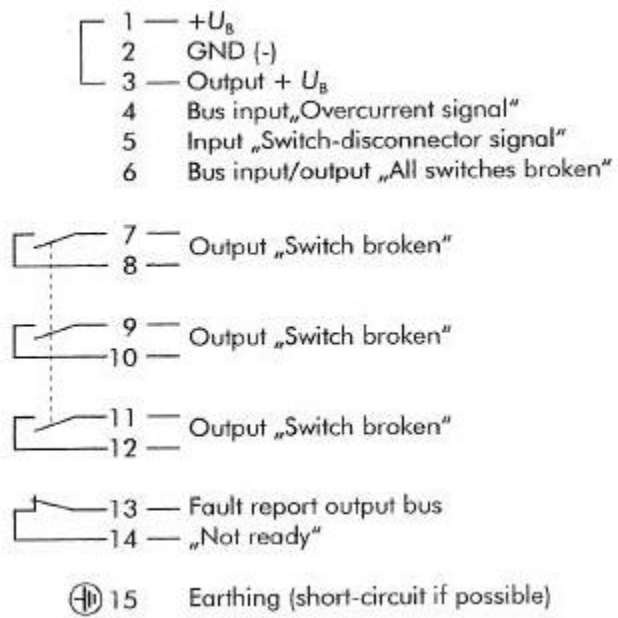 1 +U_B
2 GND (-)
3 Output + U_B
4 Bus input„Overcurrent signal"
5 Input „Switch-disconnector signal"
6 Bus input/output „All switches broken"
7
Output „Switch broken"
8
9
Output „Switch broken"
10
11
Output „Switch broken"
12
13 Fault report output bus
14 „Not ready"
15 Earthing (short-circuit if possible)